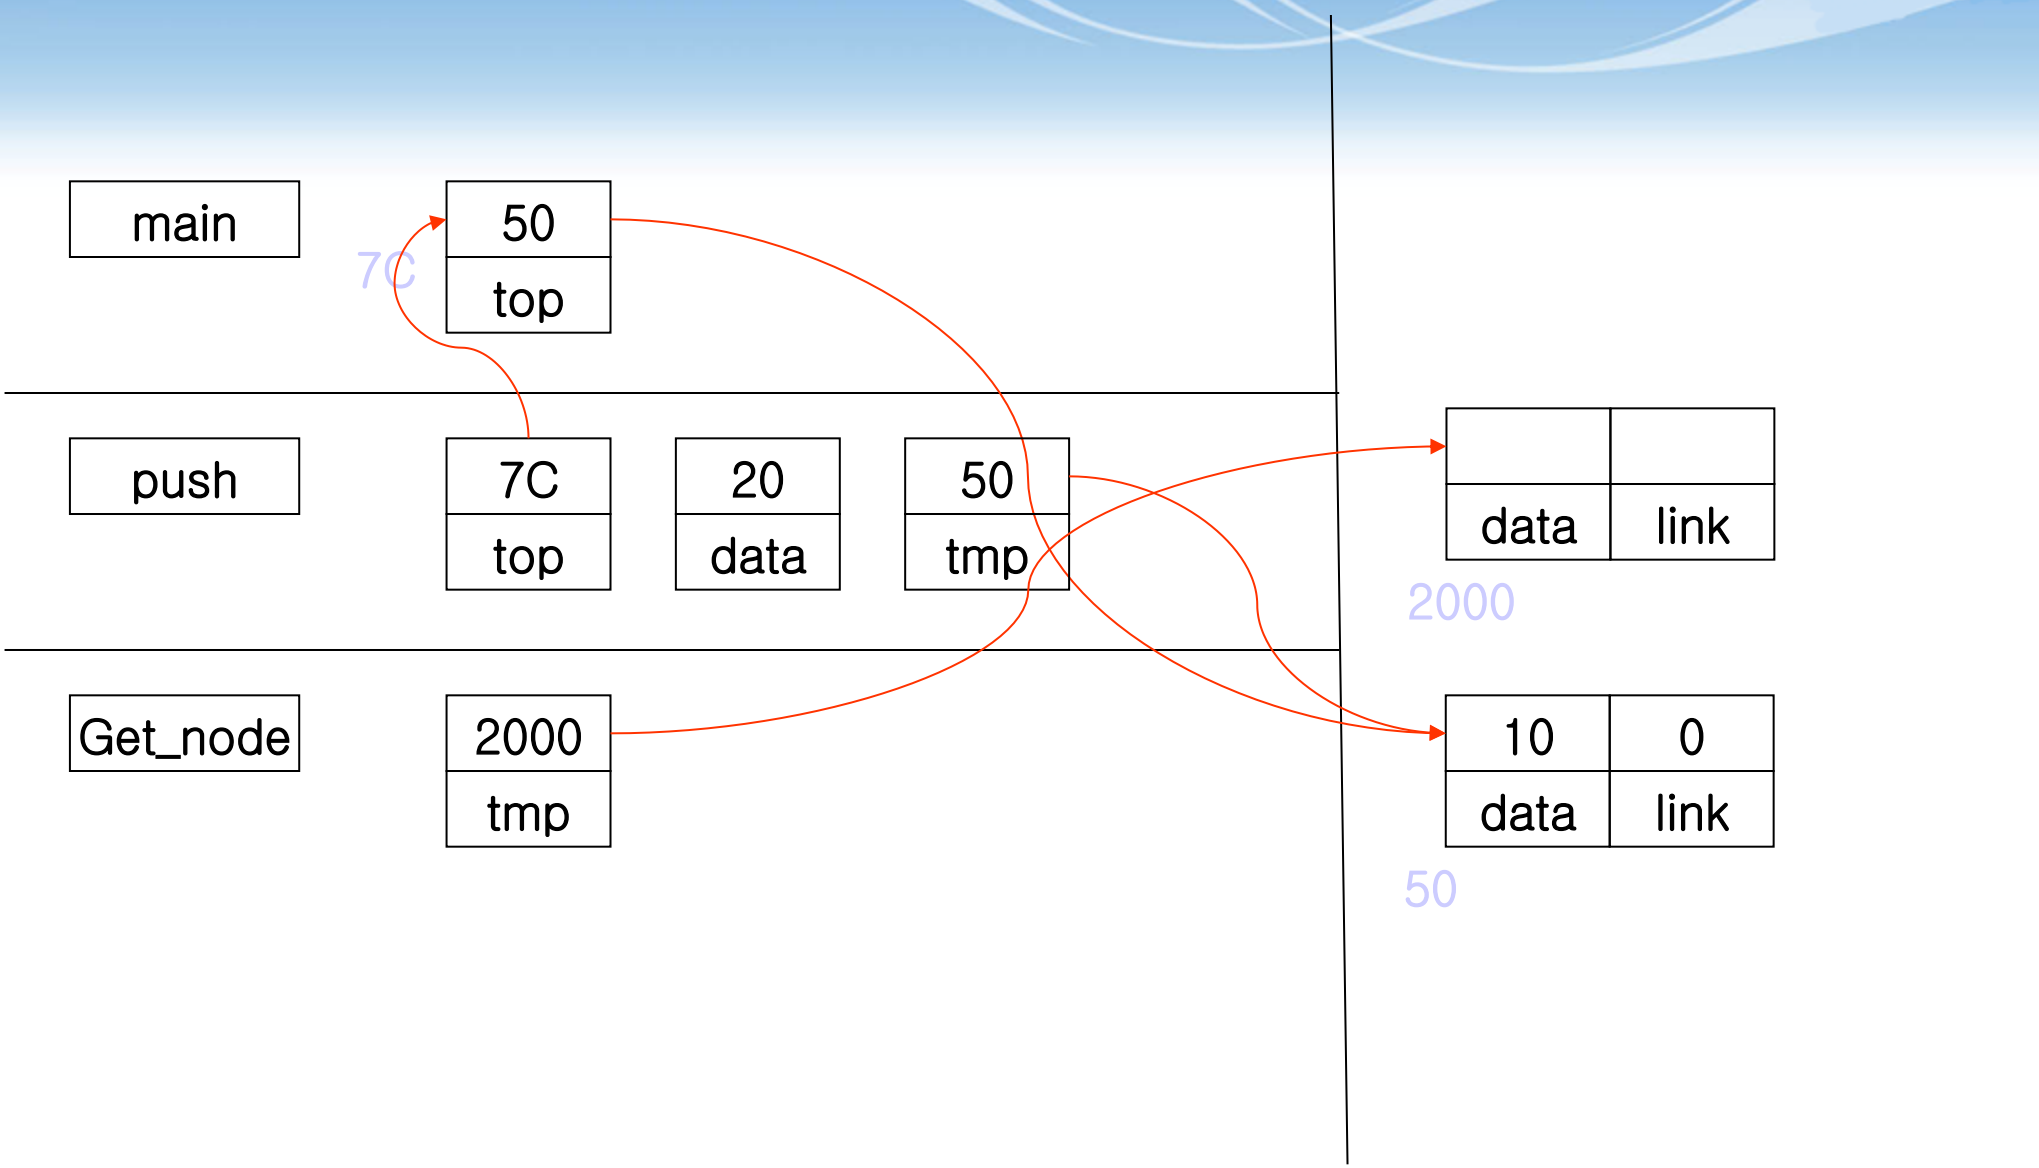 main
50
7C
top
push
7C
20
50
top
data
tmp
data
link
2000
Get_node
2000
tmp
10
0
data
link
50